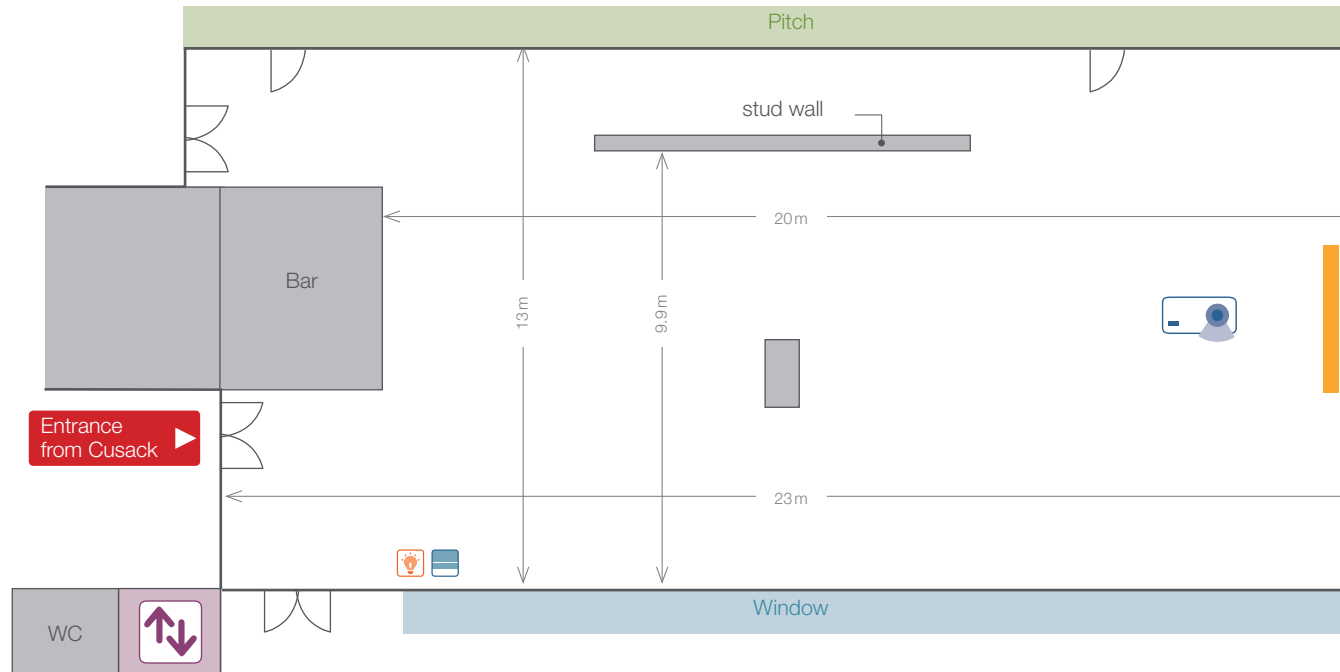 Pitch
stud wall
20m
Bar
13m
9.9m
Entrance
from Cusack
23m
Window
WC